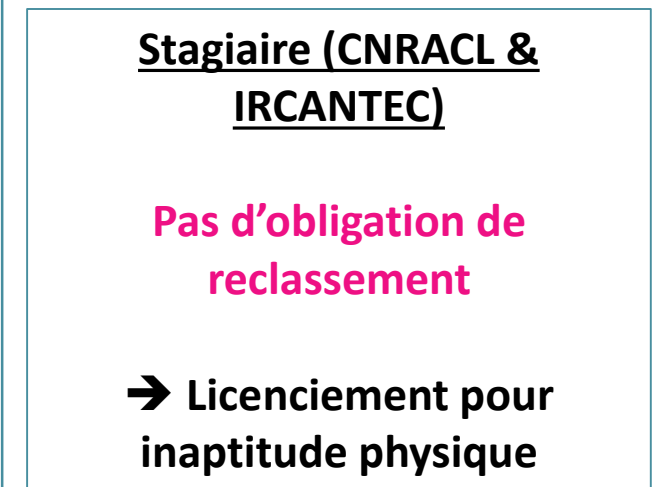 Stagiaire (CNRACL &
IRCANTEC)
Pas d’obligation de
reclassement
➔ Licenciement pour
inaptitude physique